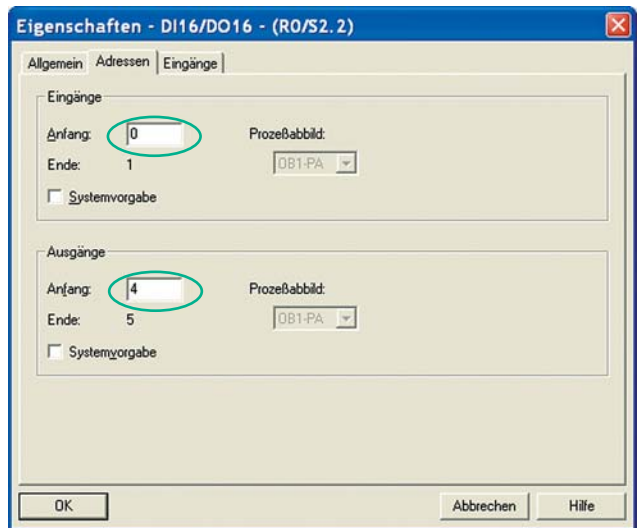 Eigenschaften - DI16/DO16 - (R0/S2.2)
Allgemein Adressen Eingänge
Eingänge
Anfang: 0 Prozeßabbild:
Ende: 1 OB1-PA
Systemvorgabe
Ausgänge
Anfang: 4 Prozeßabbild:
Ende: 5 OB1-PA
Systemvorgabe
OK Abbrechen Hilfe